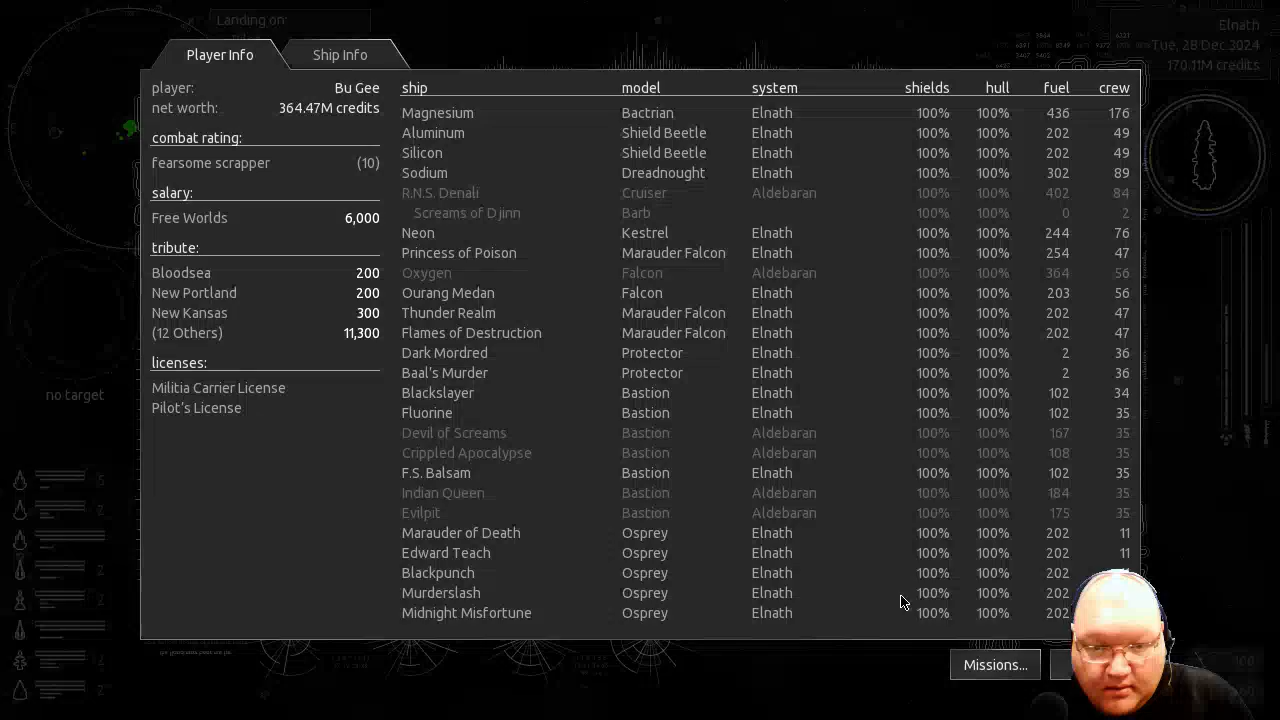 Landing on:
Elnath
Tue, 28 Dec 2024
170.11M credits
Player Info
Ship Info
player: Bu Gee
net worth: 364.47M credits
combat rating:
fearsome scrapper (10)
salary:
Free Worlds 6,000
tribute:
Bloodsea 200
New Portland 200
New Kansas 300
(12 Others) 11,300
licenses:
Militia Carrier License
Pilot's License
no target
ship model system shields hull fuel crew
Magnesium Bactrian Elnath 100% 100% 436 176
Aluminum Shield Beetle Elnath 100% 100% 202 49
Silicon Shield Beetle Elnath 100% 100% 202 49
Sodium Dreadnought Elnath 100% 100% 302 89
R.N.S. Denali Cruiser Aldebaran 100% 100% 402 84
Screams of Djinn Barb 100% 100% 0 2
Neon Kestrel Elnath 100% 100% 244 76
Princess of Poison Marauder Falcon Elnath 100% 100% 254 47
Oxygen Falcon Aldebaran 100% 100% 364 56
Ourang Medan Falcon Elnath 100% 100% 203 56
Thunder Realm Marauder Falcon Elnath 100% 100% 202 47
Flames of Destruction Marauder Falcon Elnath 100% 100% 202 47
Dark Mordred Protector Elnath 100% 100% 2 36
Baal's Murder Protector Elnath 100% 100% 2 36
Blackslayer Bastion Elnath 100% 100% 102 34
Fluorine Bastion Elnath 100% 100% 102 35
Devil of Screams Bastion Aldebaran 100% 100% 167 35
Crippled Apocalypse Bastion Aldebaran 100% 100% 108 35
F.S. Balsam Bastion Elnath 100% 100% 102 35
Indian Queen Bastion Aldebaran 100% 100% 184 35
Evilpit Bastion Aldebaran 100% 100% 175 35
Marauder of Death Osprey Elnath 100% 100% 202 11
Edward Teach Osprey Elnath 100% 100% 202 11
Blackpunch Osprey Elnath 100% 100% 202
Murderslash Osprey Elnath 100% 100% 202
Midnight Misfortune Osprey Elnath 100% 100% 202
Missions...